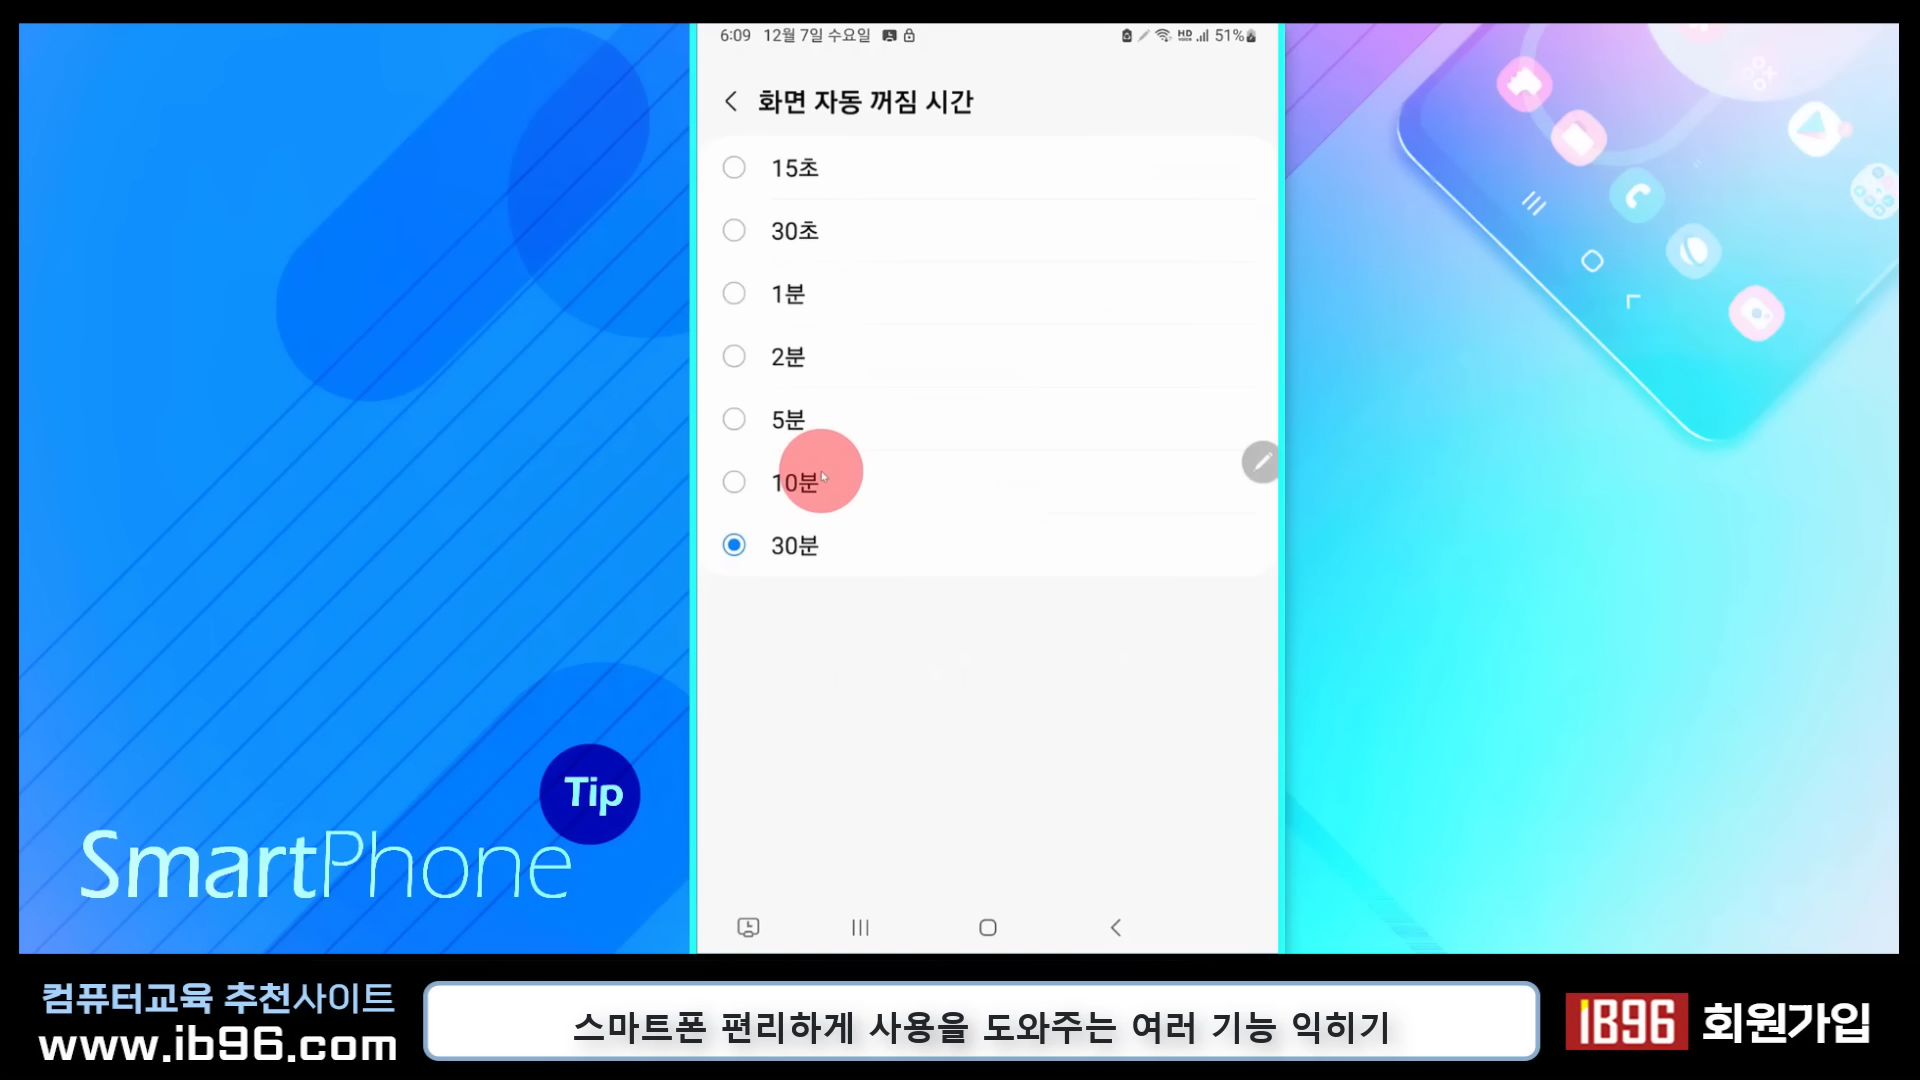 6:09 12월 7일 수요일
HD 51%
화면 자동 꺼짐 시간
15초
30초
1분
2분
5분
10분
30분
Tip
SmartPhone
컴퓨터교육 추천사이트
www.ib96.com
스마트폰 편리하게 사용을 도와주는 여러 기능 익히기
IB96 회원가입